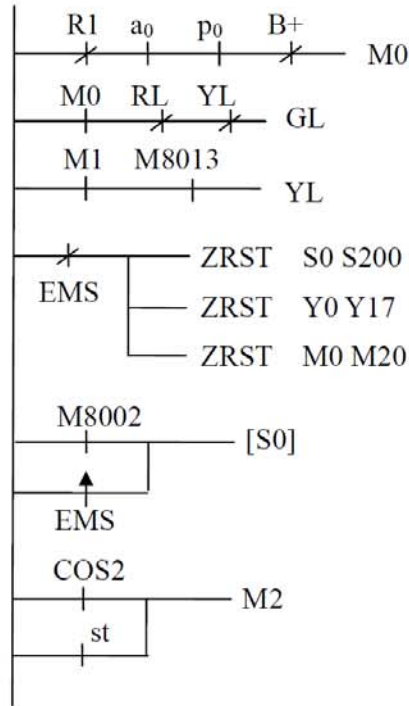 R1 a₀ p₀ B+
M0
M0 RL YL
GL
M1 M8013
YL
ZRST S0 S200
EMS
ZRST Y0 Y17
ZRST M0 M20
M8002
[S0]
EMS
COS2
M2
st